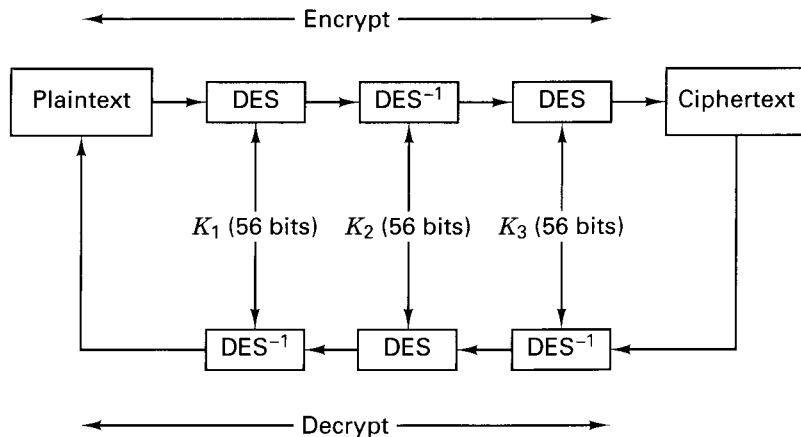 Encrypt
Plaintext
DES
DES⁻¹
DES
Ciphertext
K₁ (56 bits)
K₂ (56 bits)
K₃ (56 bits)
DES⁻¹
DES
DES⁻¹
Decrypt